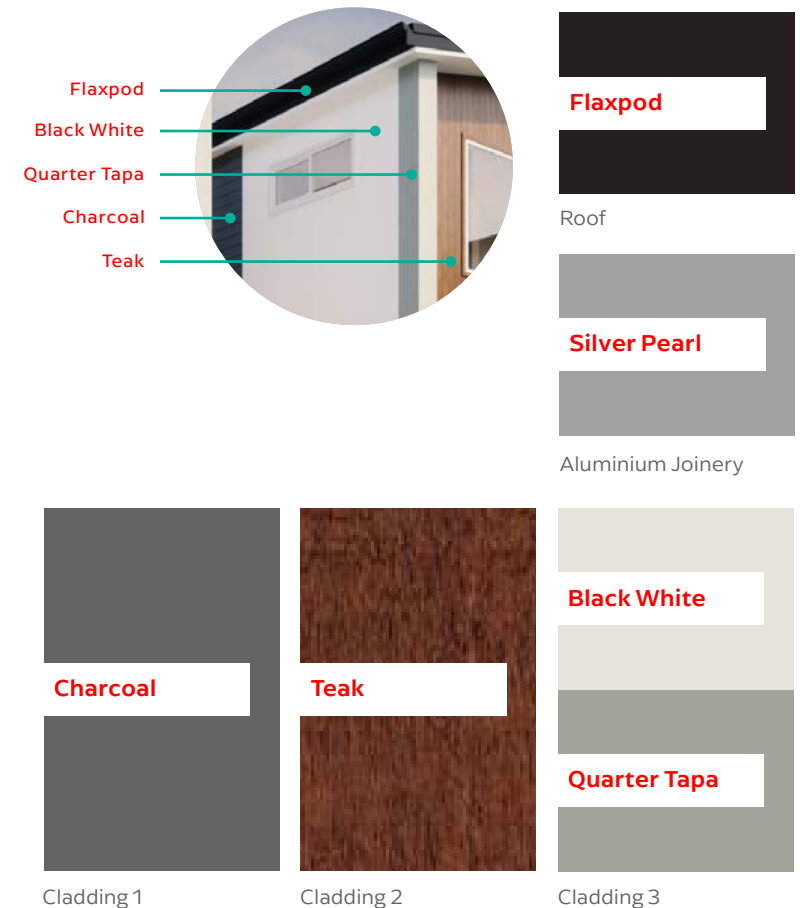 Flaxpod
Black White
Quarter Tapa
Charcoal
Teak
Flaxpod
Roof
Silver Pearl
Aluminium Joinery
Charcoal
Cladding 1
Teak
Cladding 2
Black White
Quarter Tapa
Cladding 3